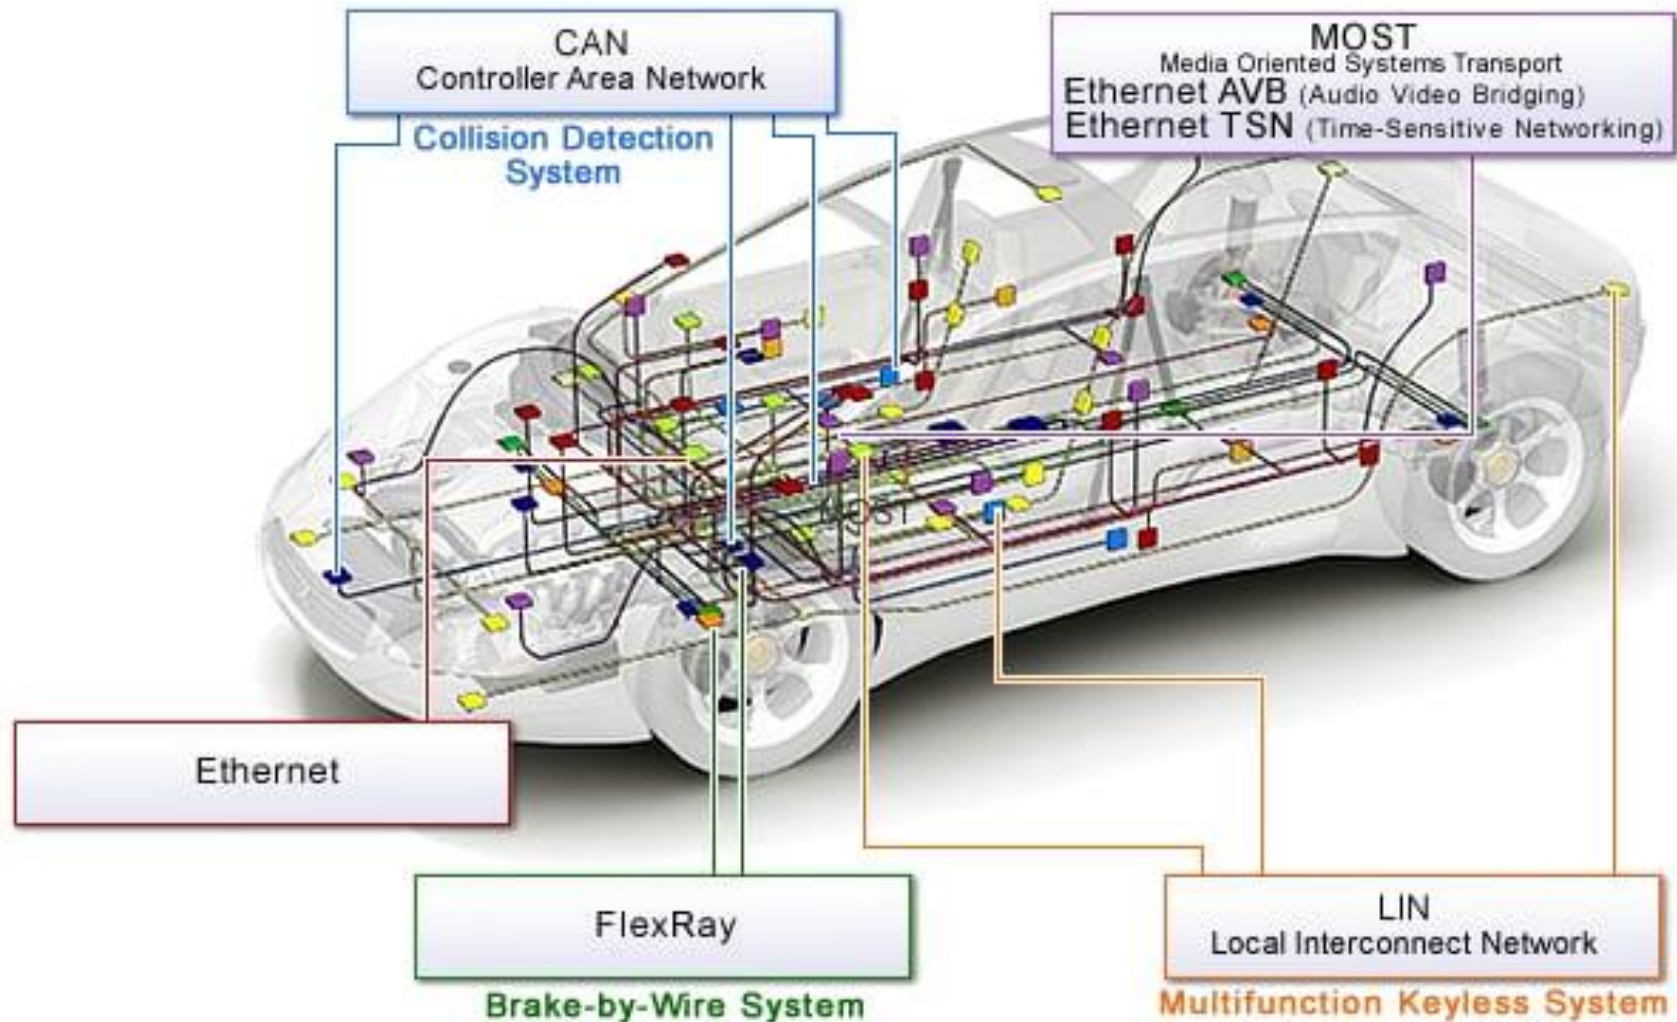 CAN
Controller Area Network
Collision Detection
System
MOST
Media Oriented Systems Transport
Ethernet AVB (Audio Video Bridging)
Ethernet TSN (Time-Sensitive Networking)
MOST
Ethernet
FlexRay
Brake-by-Wire System
LIN
Local Interconnect Network
Multifunction Keyless System